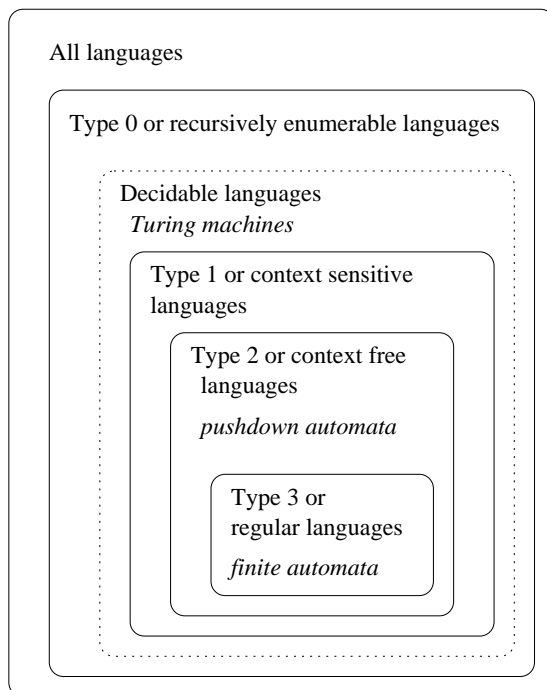 All languages
Type 0 or recursively enumerable languages
Decidable languages
Turing machines
Type 1 or context sensitive
languages
Type 2 or context free
languages
pushdown automata
Type 3 or
regular languages
finite automata